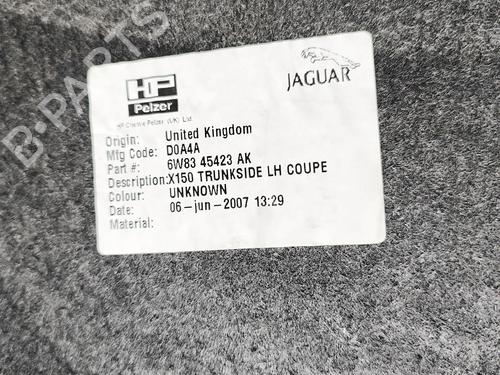 B-PARTS
HP
Pelzer
HP Chemie Pelzer (UK) Ltd.
JAGUAR
Origin: United Kingdom
Mfg Code: D0A4A
Part #: 6W83 45423 AK
Description: X150 TRUNKSIDE LH COUPE
Colour: UNKNOWN
Date: 06-jun-2007 13:29
Material: